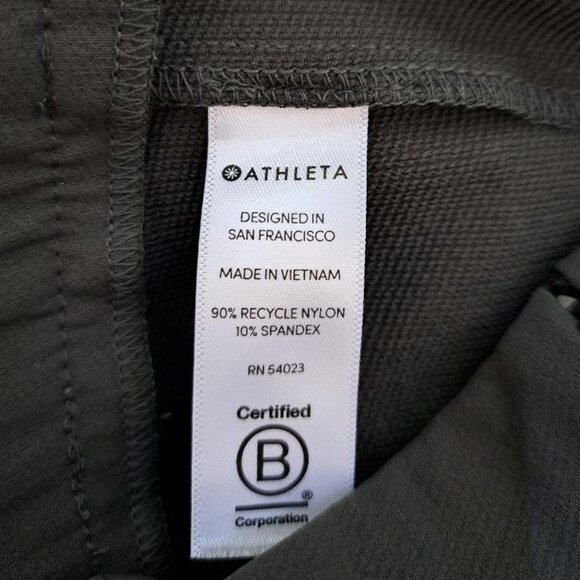 ATHLETA
DESIGNED IN
SAN FRANCISCO
MADE IN VIETNAM
90% RECYCLE NYLON
10% SPANDEX
RN 54023
Certified
B
®
Corporation